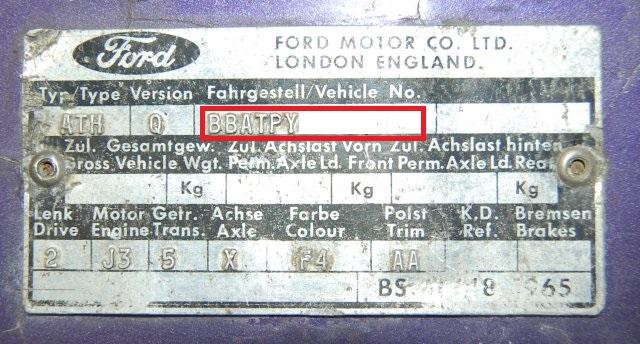 Ford
FORD MOTOR CO. LTD.
LONDON ENGLAND.
Typ/Type Version Fahrgestell/Vehicle No.
ATH Q BBATPY
Zul. Gesamtgew. Zul. Achslast Vorn Zul. Achslast hinten
Gross Vehicle Wgt. Perm. Axle Ld. Front Perm. Axle Ld. Rear
Kg Kg Kg
Lenk Motor Getr. Achse Farbe Polst K.D. Bremsen
Drive Engine Trans. Axle Colour Trim Ref. Brakes
2 J3 5 X F4 AA
BS